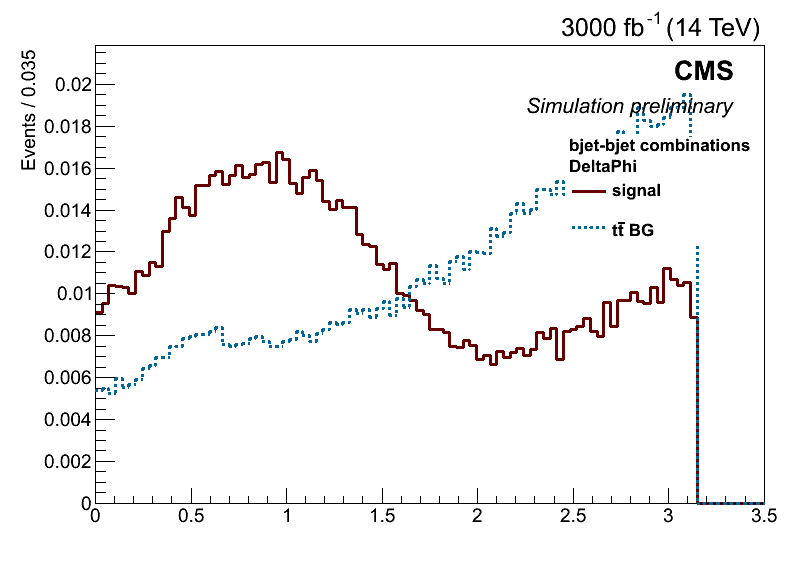 3000 fb⁻¹ (14 TeV)
Events / 0.035
CMS
Simulation preliminary
bjet-bjet combinations
DeltaPhi
signal
tt̄ BG
0.02
0.018
0.016
0.014
0.012
0.01
0.008
0.006
0.004
0.002
0
0 0.5 1 1.5 2 2.5 3 3.5